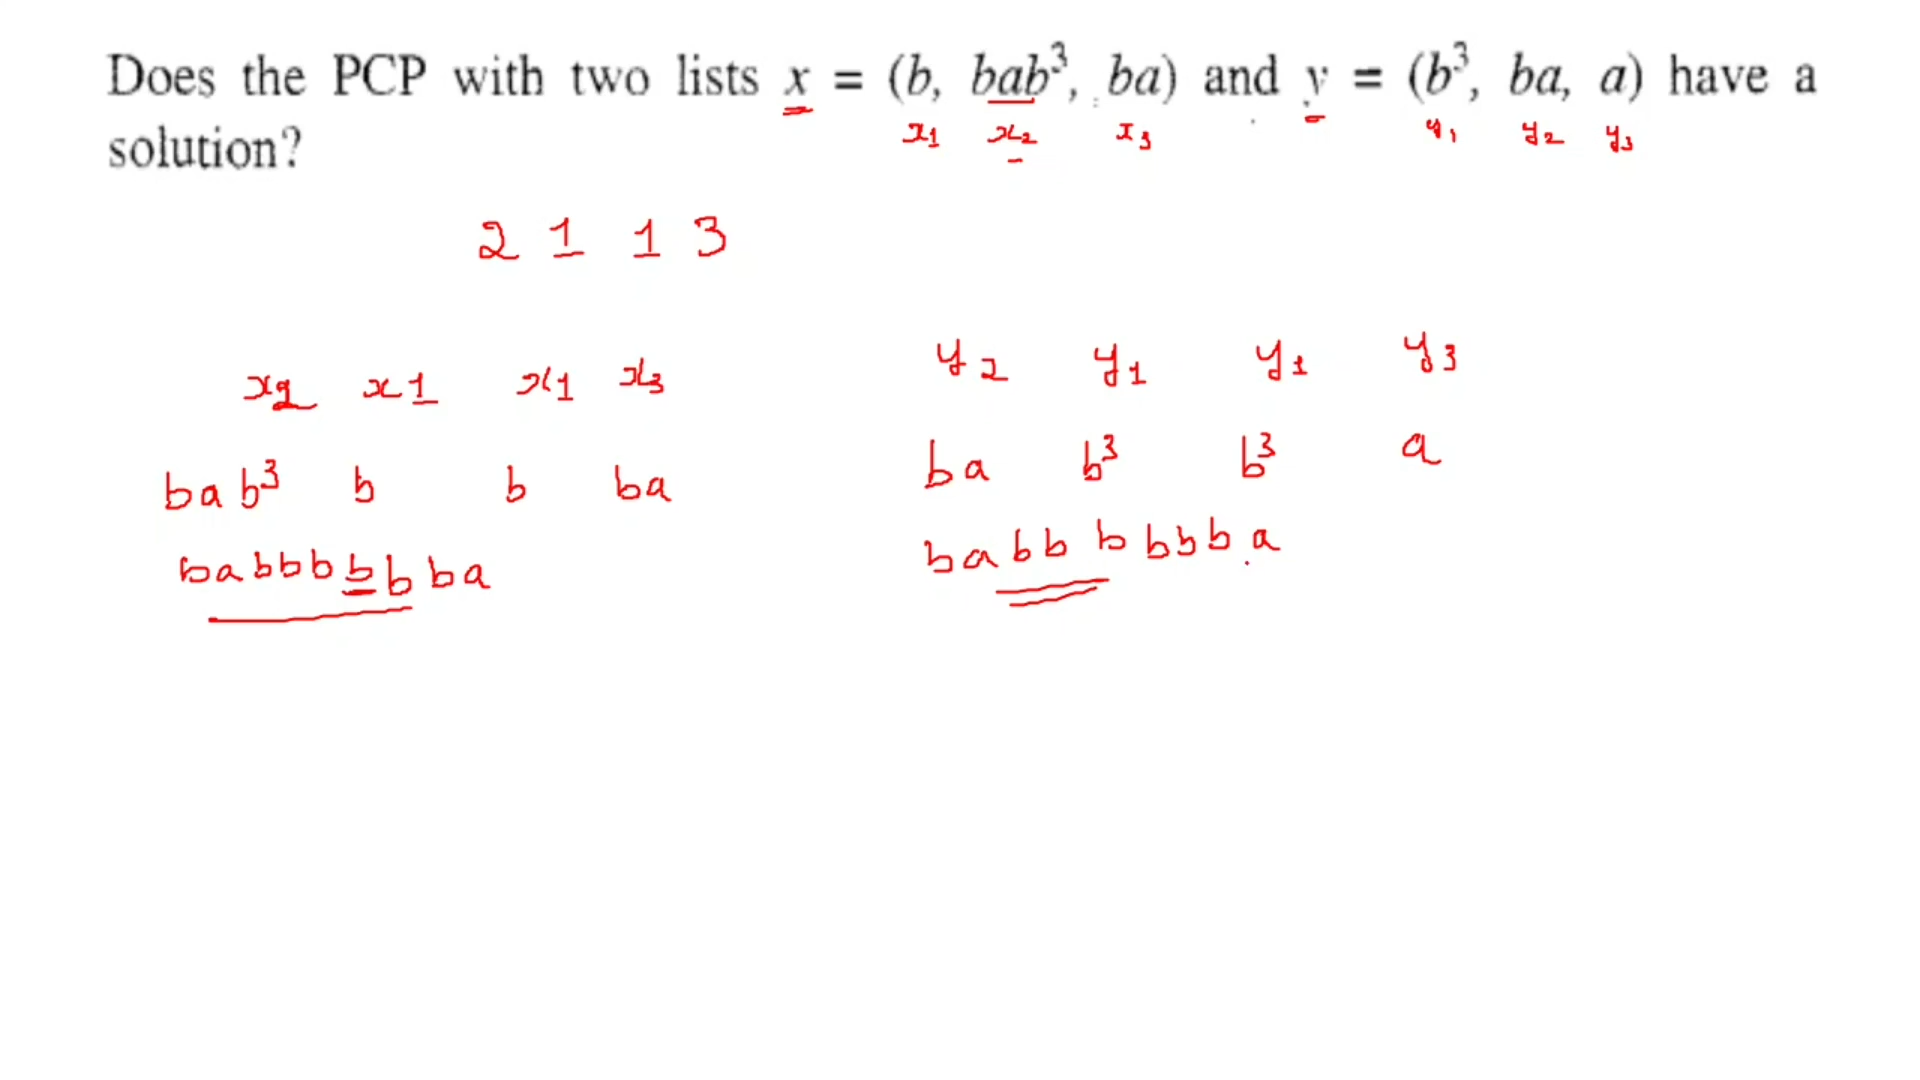 Does the PCP with two lists x = (b, bab³, ba) and y = (b³, ba, a) have a
x1 x2 x3 y1 y2 y3
solution?
2 1 1 3
x2 x1 x1 x3 y2 y1 y1 y3
bab³ b b ba ba b³ b³ a
babbbbbba babbbbbba